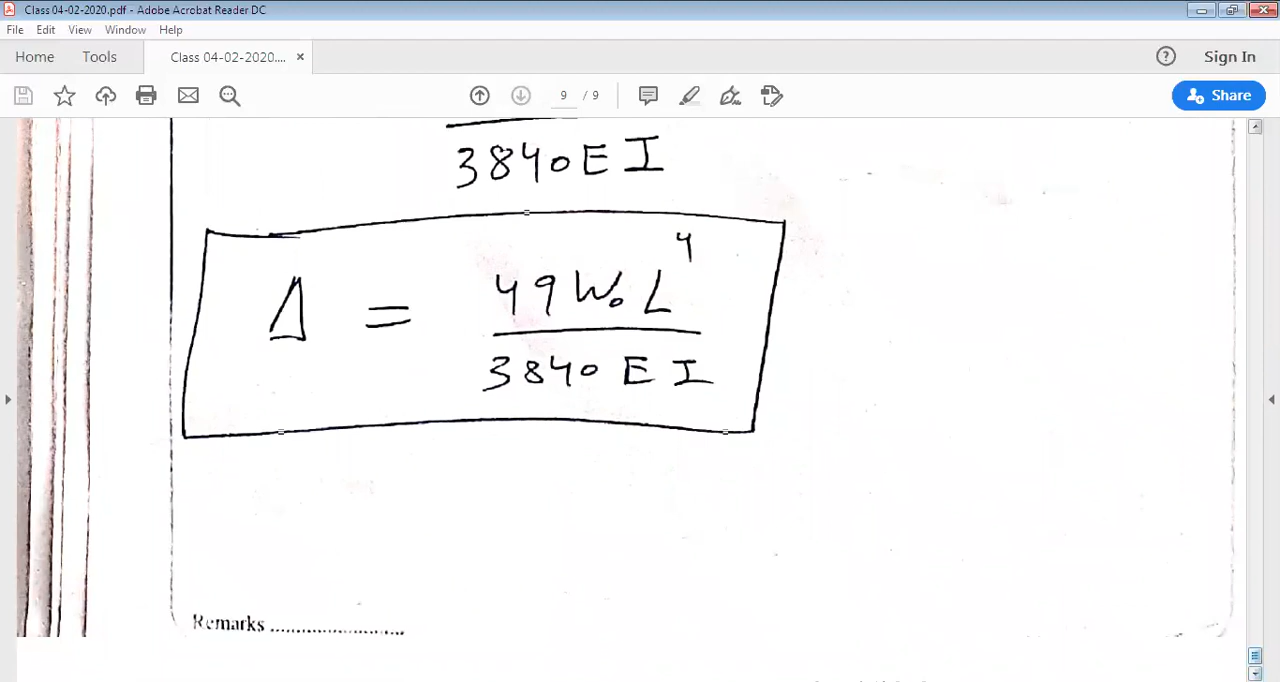 Class 04-02-2020.pdf - Adobe Acrobat Reader DC
File Edit View Window Help
Home Tools Class 04-02-2020.... × ? Sign In
9 / 9 Share
3840 E I
Δ = 49 W₀ L⁴
3840 E I
Remarks ..........................